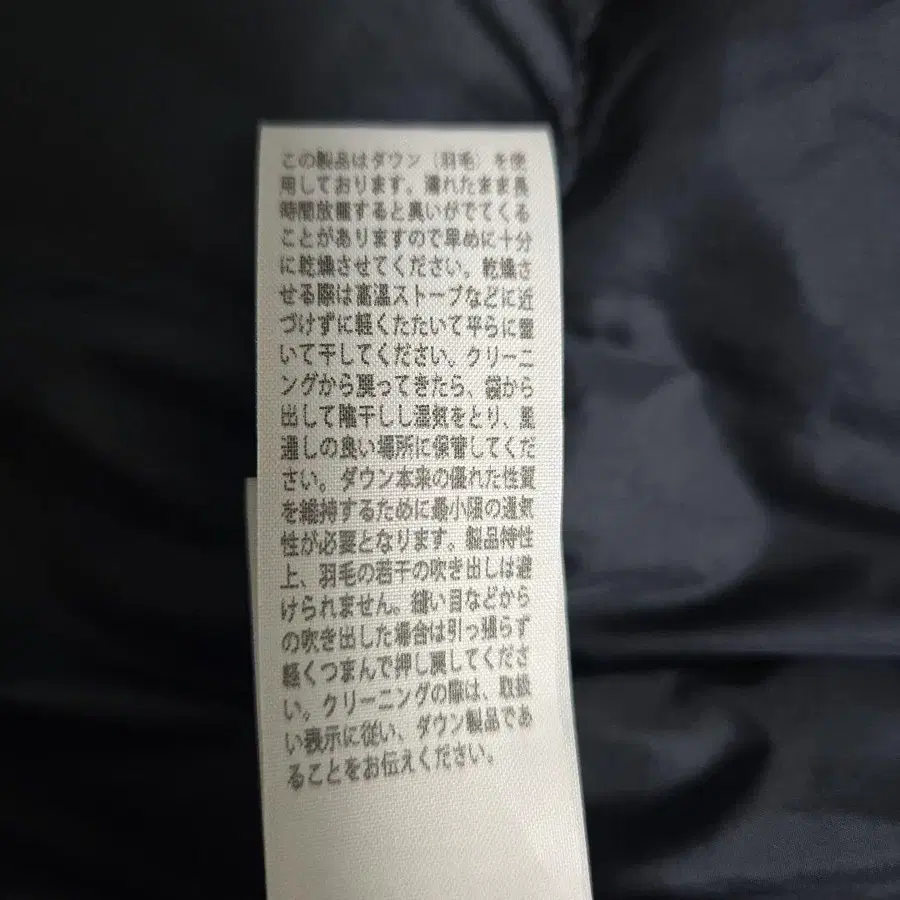 この製品はダウン（羽毛）を使
用しております。濡れたまま長
時間放置すると臭いがでてくる
ことがありますので早めに十分
に乾燥させてください。乾燥さ
せる際は高温ストーブなどに近
づけずに軽くたたいて平らに置
いて干してください。クリーニ
ングから戻ってきたら、袋から
出して陰干しし湿気をとり、風
通しの良い場所に保管してくだ
さい。ダウン本来の優れた性質
を維持するために最小限の通気
性が必要となります。製品特性
上、羽毛の若干の吹き出しは避
けられません。縫い目などから
の吹き出した場合は引っ張らず
軽くつまんで押し戻してくださ
い。クリーニングの際は、取扱
い表示に従い、ダウン製品であ
ることをお伝えください。